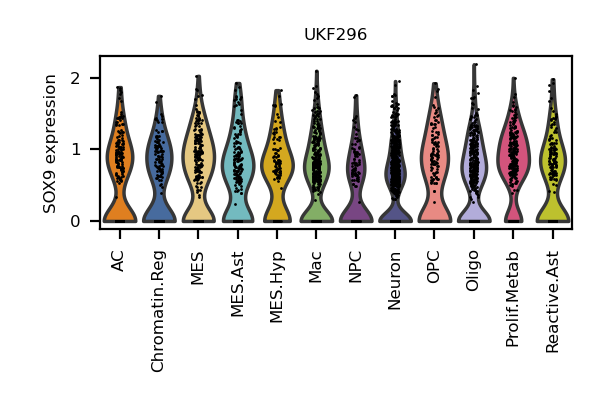 UKF296
SOX9 expression
2
1
0
AC
Chromatin.Reg
MES
MES.Ast
MES.Hyp
Mac
NPC
Neuron
OPC
Oligo
Prolif.Metab
Reactive.Ast